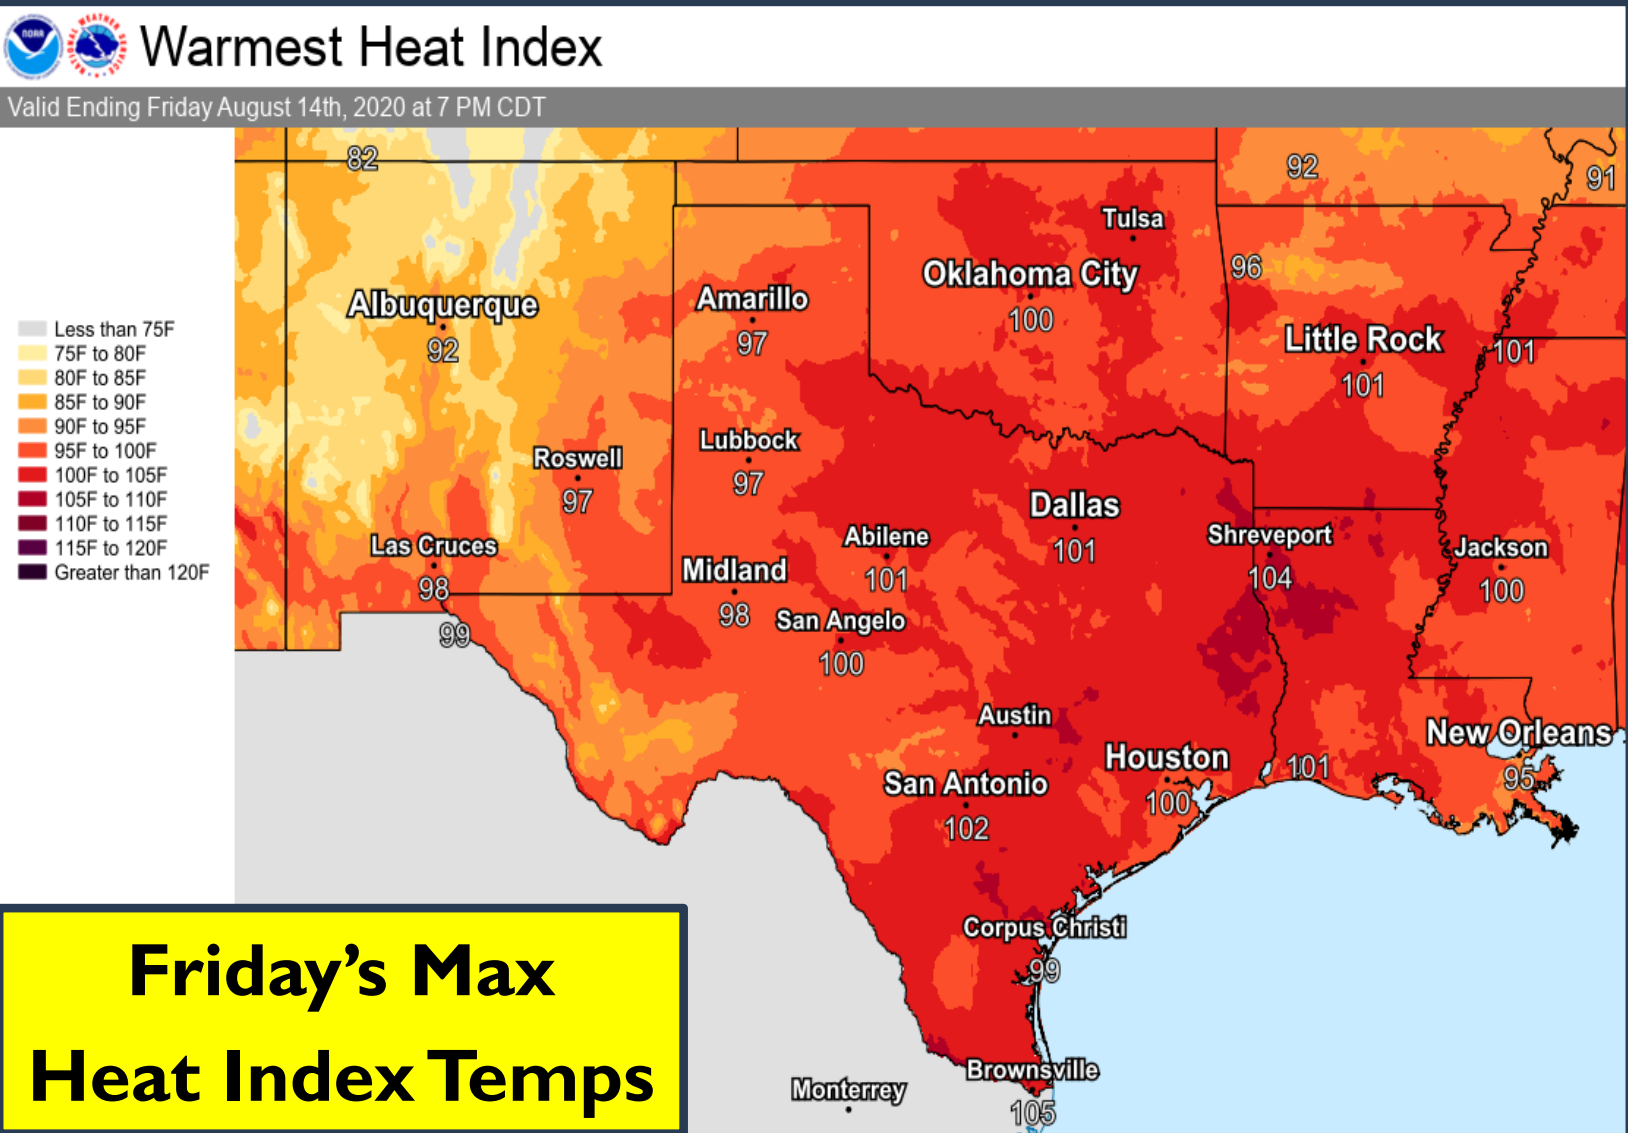 NOAA
NATIONAL WEATHER SERVICE
Warmest Heat Index
Valid Ending Friday August 14th, 2020 at 7 PM CDT
Less than 75F
75F to 80F
80F to 85F
85F to 90F
90F to 95F
95F to 100F
100F to 105F
105F to 110F
110F to 115F
115F to 120F
Greater than 120F
82
92
91
Tulsa
Oklahoma City
100
96
Albuquerque
92
Amarillo
97
Little Rock
101
101
Lubbock
97
Roswell
97
Dallas
101
Abilene
101
Shreveport
104
Jackson
100
Las Cruces
98
99
Midland
98
San Angelo
100
Austin
Houston
100
101
New Orleans
95
San Antonio
102
Corpus Christi
99
Brownsville
105
Monterrey
Friday’s Max
Heat Index Temps